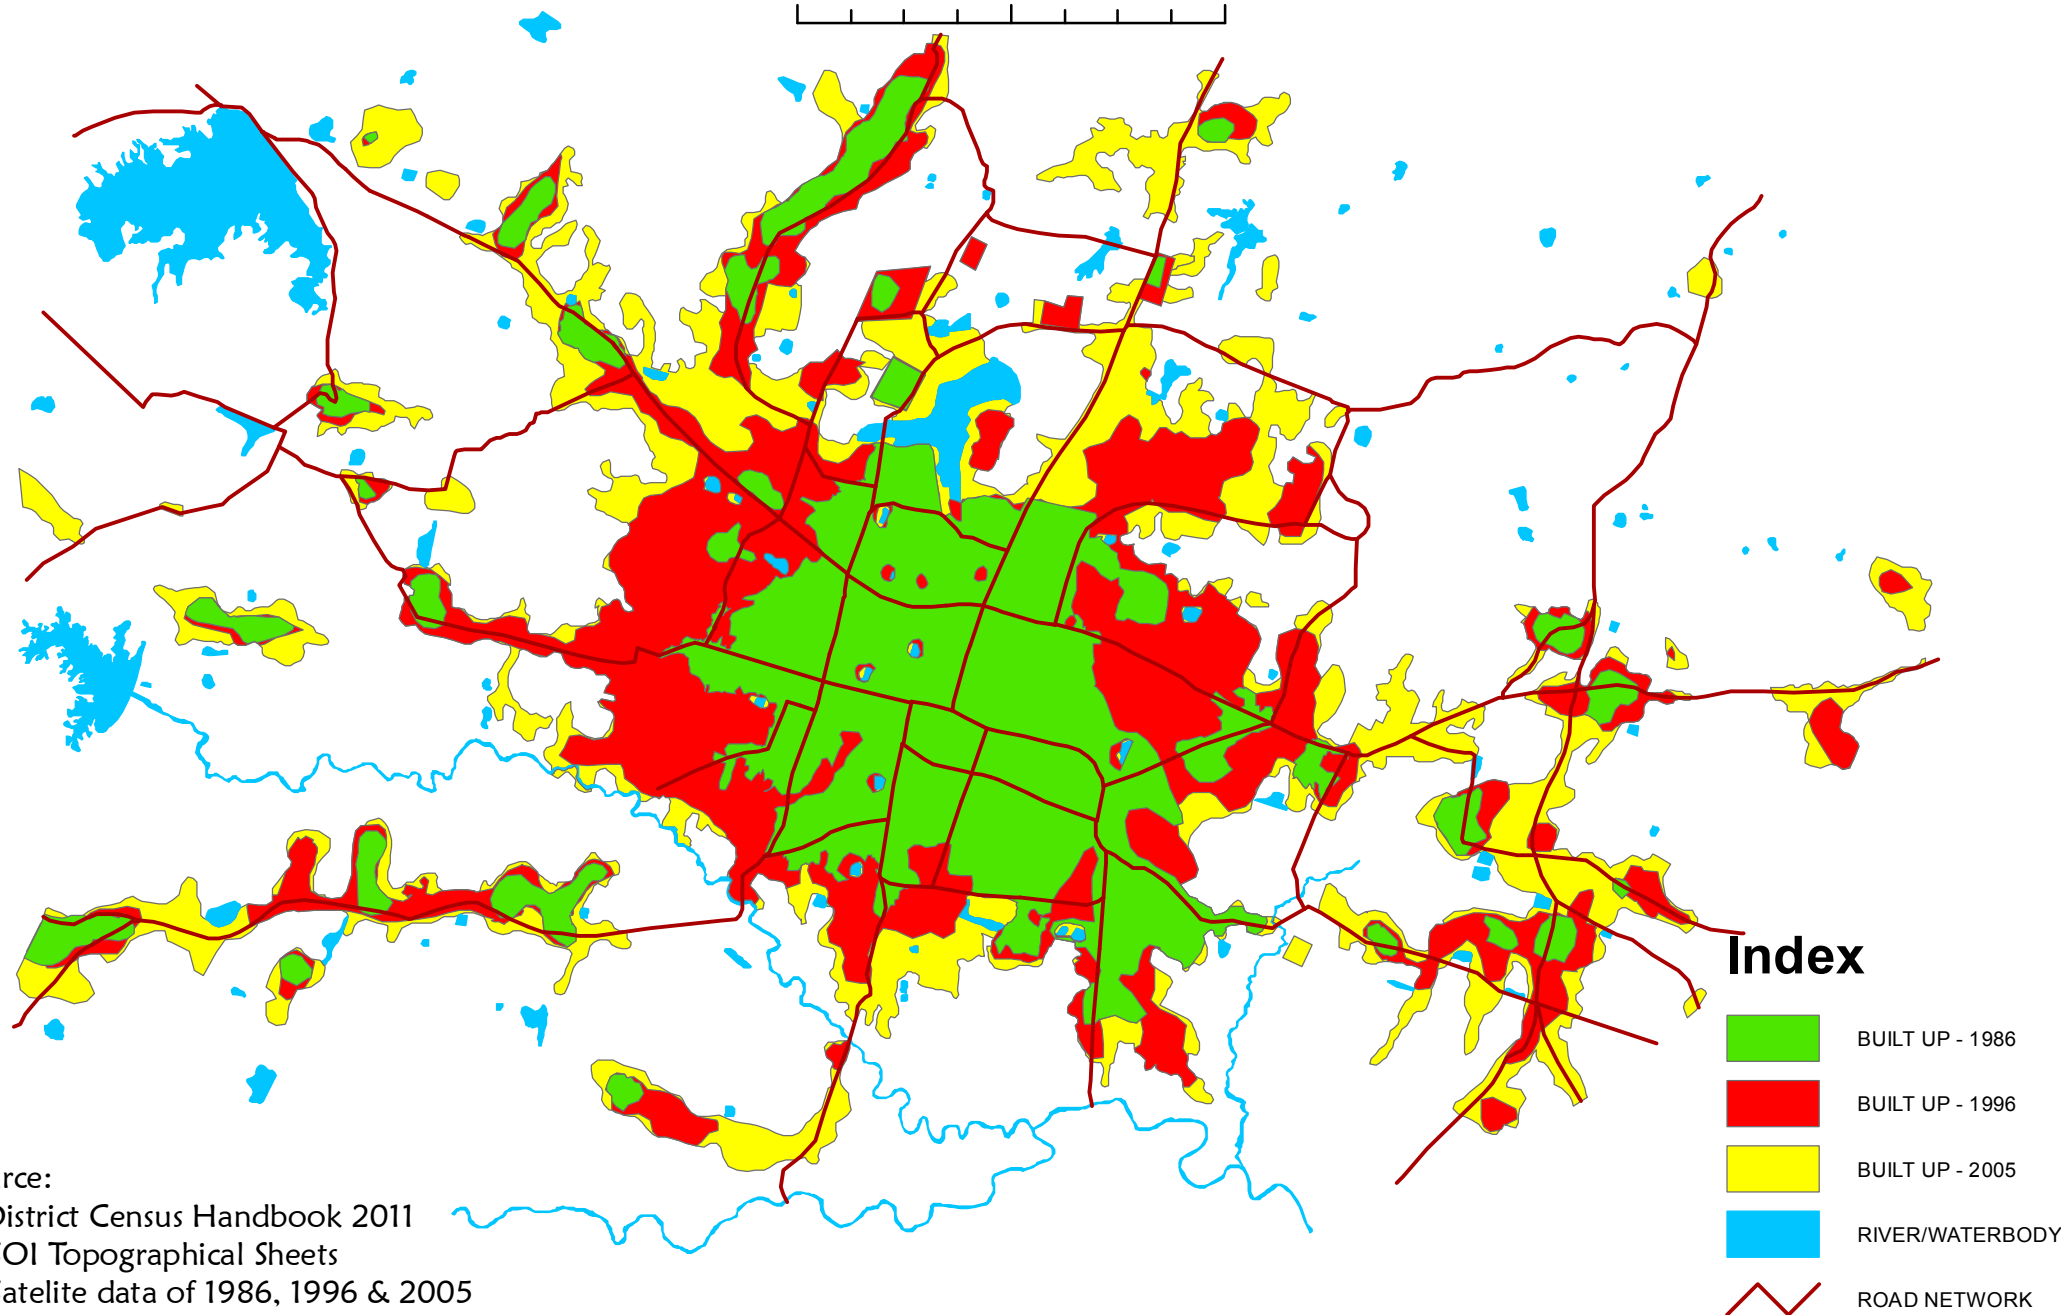 Index
BUILT UP - 1986
BUILT UP - 1996
BUILT UP - 2005
RIVER/WATERBODY
ROAD NETWORK
rce:
District Census Handbook 2011
OI Topographical Sheets
atelite data of 1986, 1996 & 2005